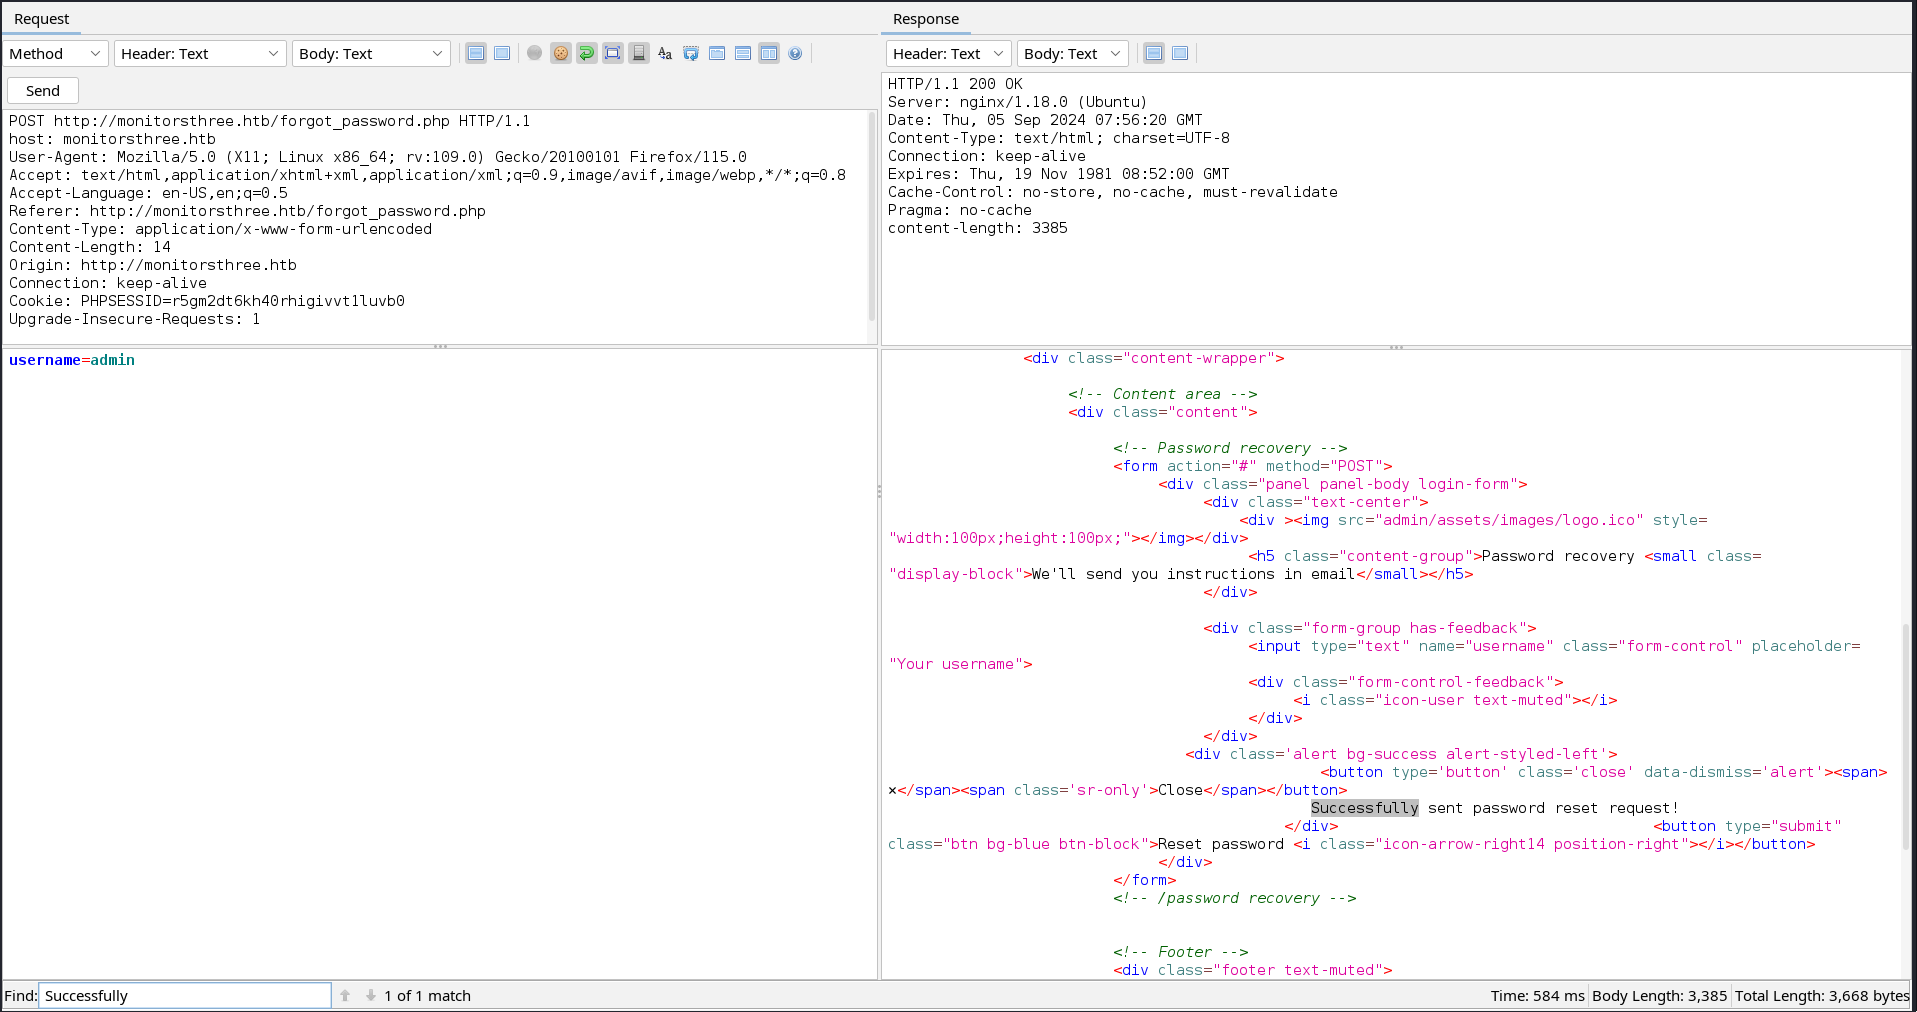 Request
Method
Header: Text
Body: Text
Send
POST http://monitorsthree.htb/forgot_password.php HTTP/1.1
host: monitorsthree.htb
User-Agent: Mozilla/5.0 (X11; Linux x86_64; rv:109.0) Gecko/20100101 Firefox/115.0
Accept: text/html,application/xhtml+xml,application/xml;q=0.9,image/avif,image/webp,*/*;q=0.8
Accept-Language: en-US,en;q=0.5
Referer: http://monitorsthree.htb/forgot_password.php
Content-Type: application/x-www-form-urlencoded
Content-Length: 14
Origin: http://monitorsthree.htb
Connection: keep-alive
Cookie: PHPSESSID=r5gm2dt6kh40rhigivvt1luvb0
Upgrade-Insecure-Requests: 1
username=admin
Response
Header: Text
Body: Text
HTTP/1.1 200 OK
Server: nginx/1.18.0 (Ubuntu)
Date: Thu, 05 Sep 2024 07:56:20 GMT
Content-Type: text/html; charset=UTF-8
Connection: keep-alive
Expires: Thu, 19 Nov 1981 08:52:00 GMT
Cache-Control: no-store, no-cache, must-revalidate
Pragma: no-cache
content-length: 3385
<div class="content-wrapper">
<!-- Content area -->
<div class="content">
<!-- Password recovery -->
<form action="#" method="POST">
<div class="panel panel-body login-form">
<div class="text-center">
<div ><img src="admin/assets/images/logo.ico" style=
"width:100px;height:100px;"></img></div>
<h5 class="content-group">Password recovery <small class=
"display-block">We'll send you instructions in email</small></h5>
</div>
<div class="form-group has-feedback">
<input type="text" name="username" class="form-control" placeholder=
"Your username">
<div class="form-control-feedback">
<i class="icon-user text-muted"></i>
</div>
</div>
<div class='alert bg-success alert-styled-left'>
<button type='button' class='close' data-dismiss='alert'><span>
×</span><span class='sr-only'>Close</span></button>
Successfully sent password reset request!
</div> <button type="submit"
class="btn bg-blue btn-block">Reset password <i class="icon-arrow-right14 position-right"></i></button>
</div>
</form>
<!-- /password recovery -->
<!-- Footer -->
<div class="footer text-muted">
Find: Successfully
1 of 1 match
Time: 584 ms
Body Length: 3,385
Total Length: 3,668 bytes